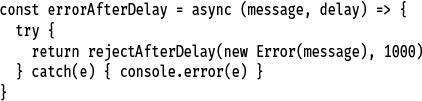 const errorAfterDelay = async (message, delay) => {
  try {
    return rejectAfterDelay(new Error(message), 1000)
  } catch(e) { console.error(e) }
}